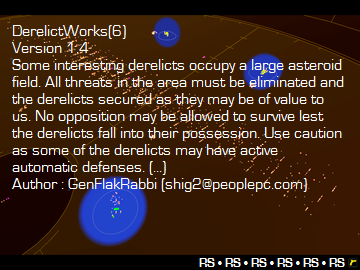 DerelictWorks(6)
Version 1.4
Some interesting derelicts occupy a large asteroid
field. All threats in the area must be eliminated and
the derelicts secured as they may be of value to
us. No opposition may be allowed to survive lest
the derelicts fall into their possession. Use caution
as some of the derelicts may have active
automatic defenses. (...)
Author : GenFlakRabbi (shig2@peoplepc.com)
RS • RS • RS • RS • RS • RS r